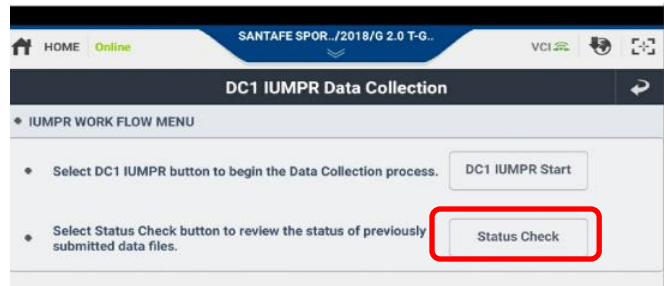 SANTAFE SPOR../2018/G 2.0 T-G..
HOME Online VCI
DC1 IUMPR Data Collection
IUMPR WORK FLOW MENU
Select DC1 IUMPR button to begin the Data Collection process. DC1 IUMPR Start
Select Status Check button to review the status of previously
submitted data files.
Status Check